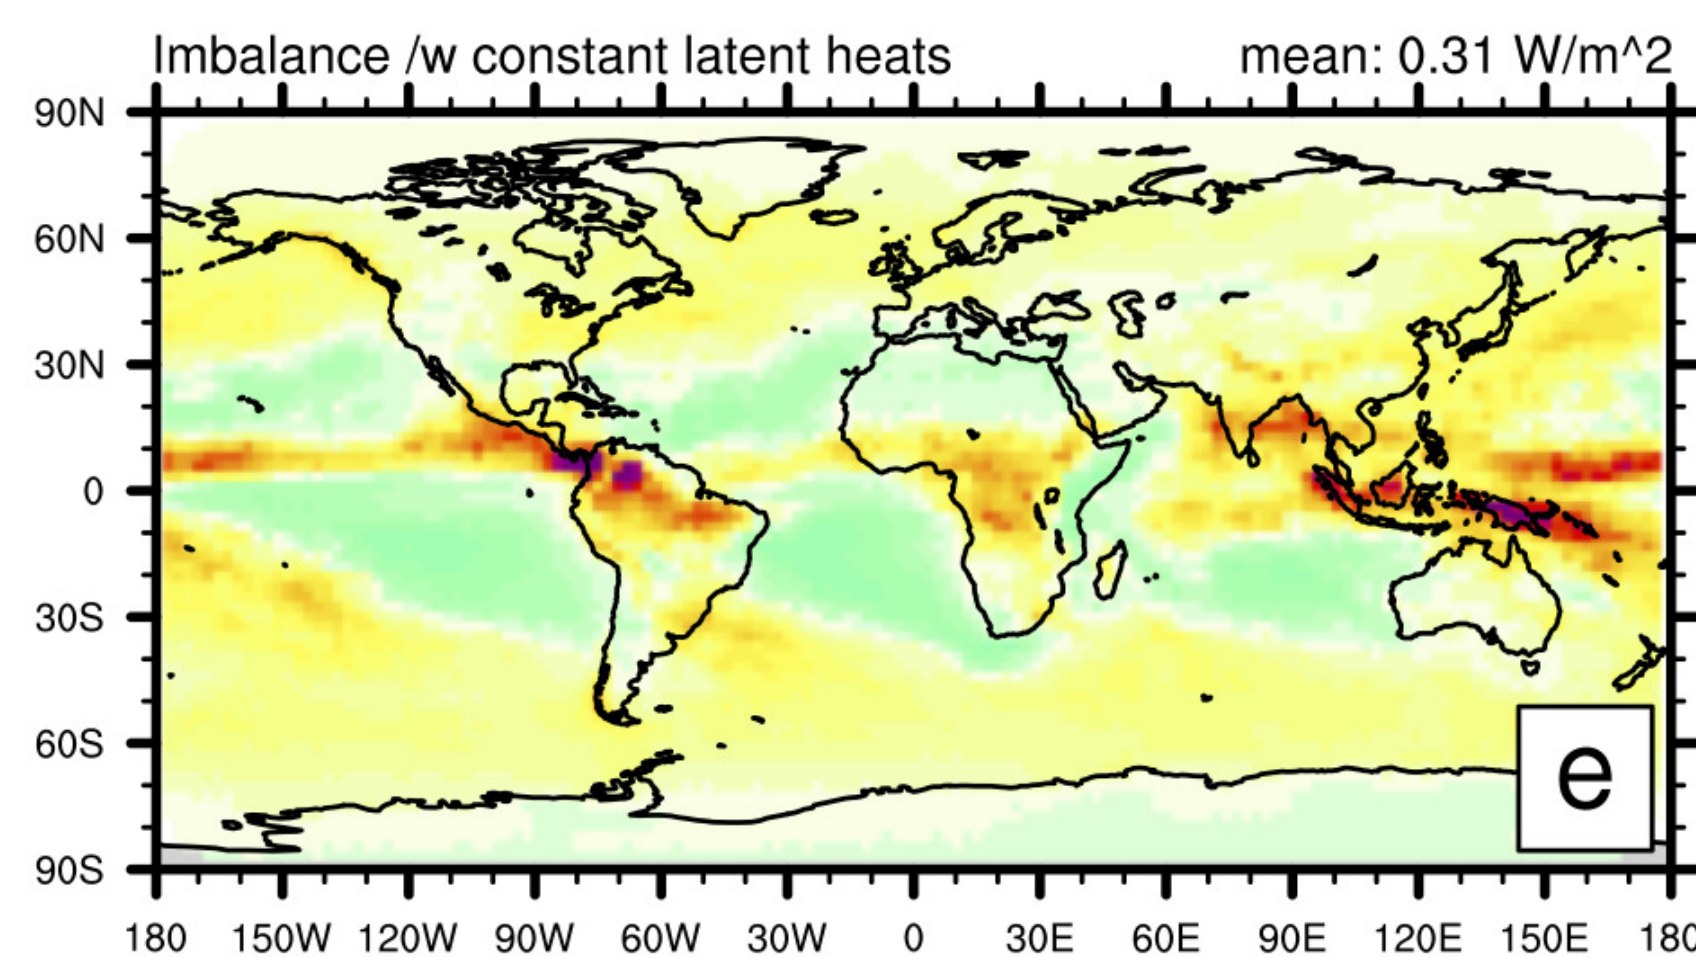 Imbalance /w constant latent heats mean: 0.31 W/m^2
90N
60N
30N
0
30S
60S
90S
e
180 150W 120W 90W 60W 30W 0 30E 60E 90E 120E 150E 180